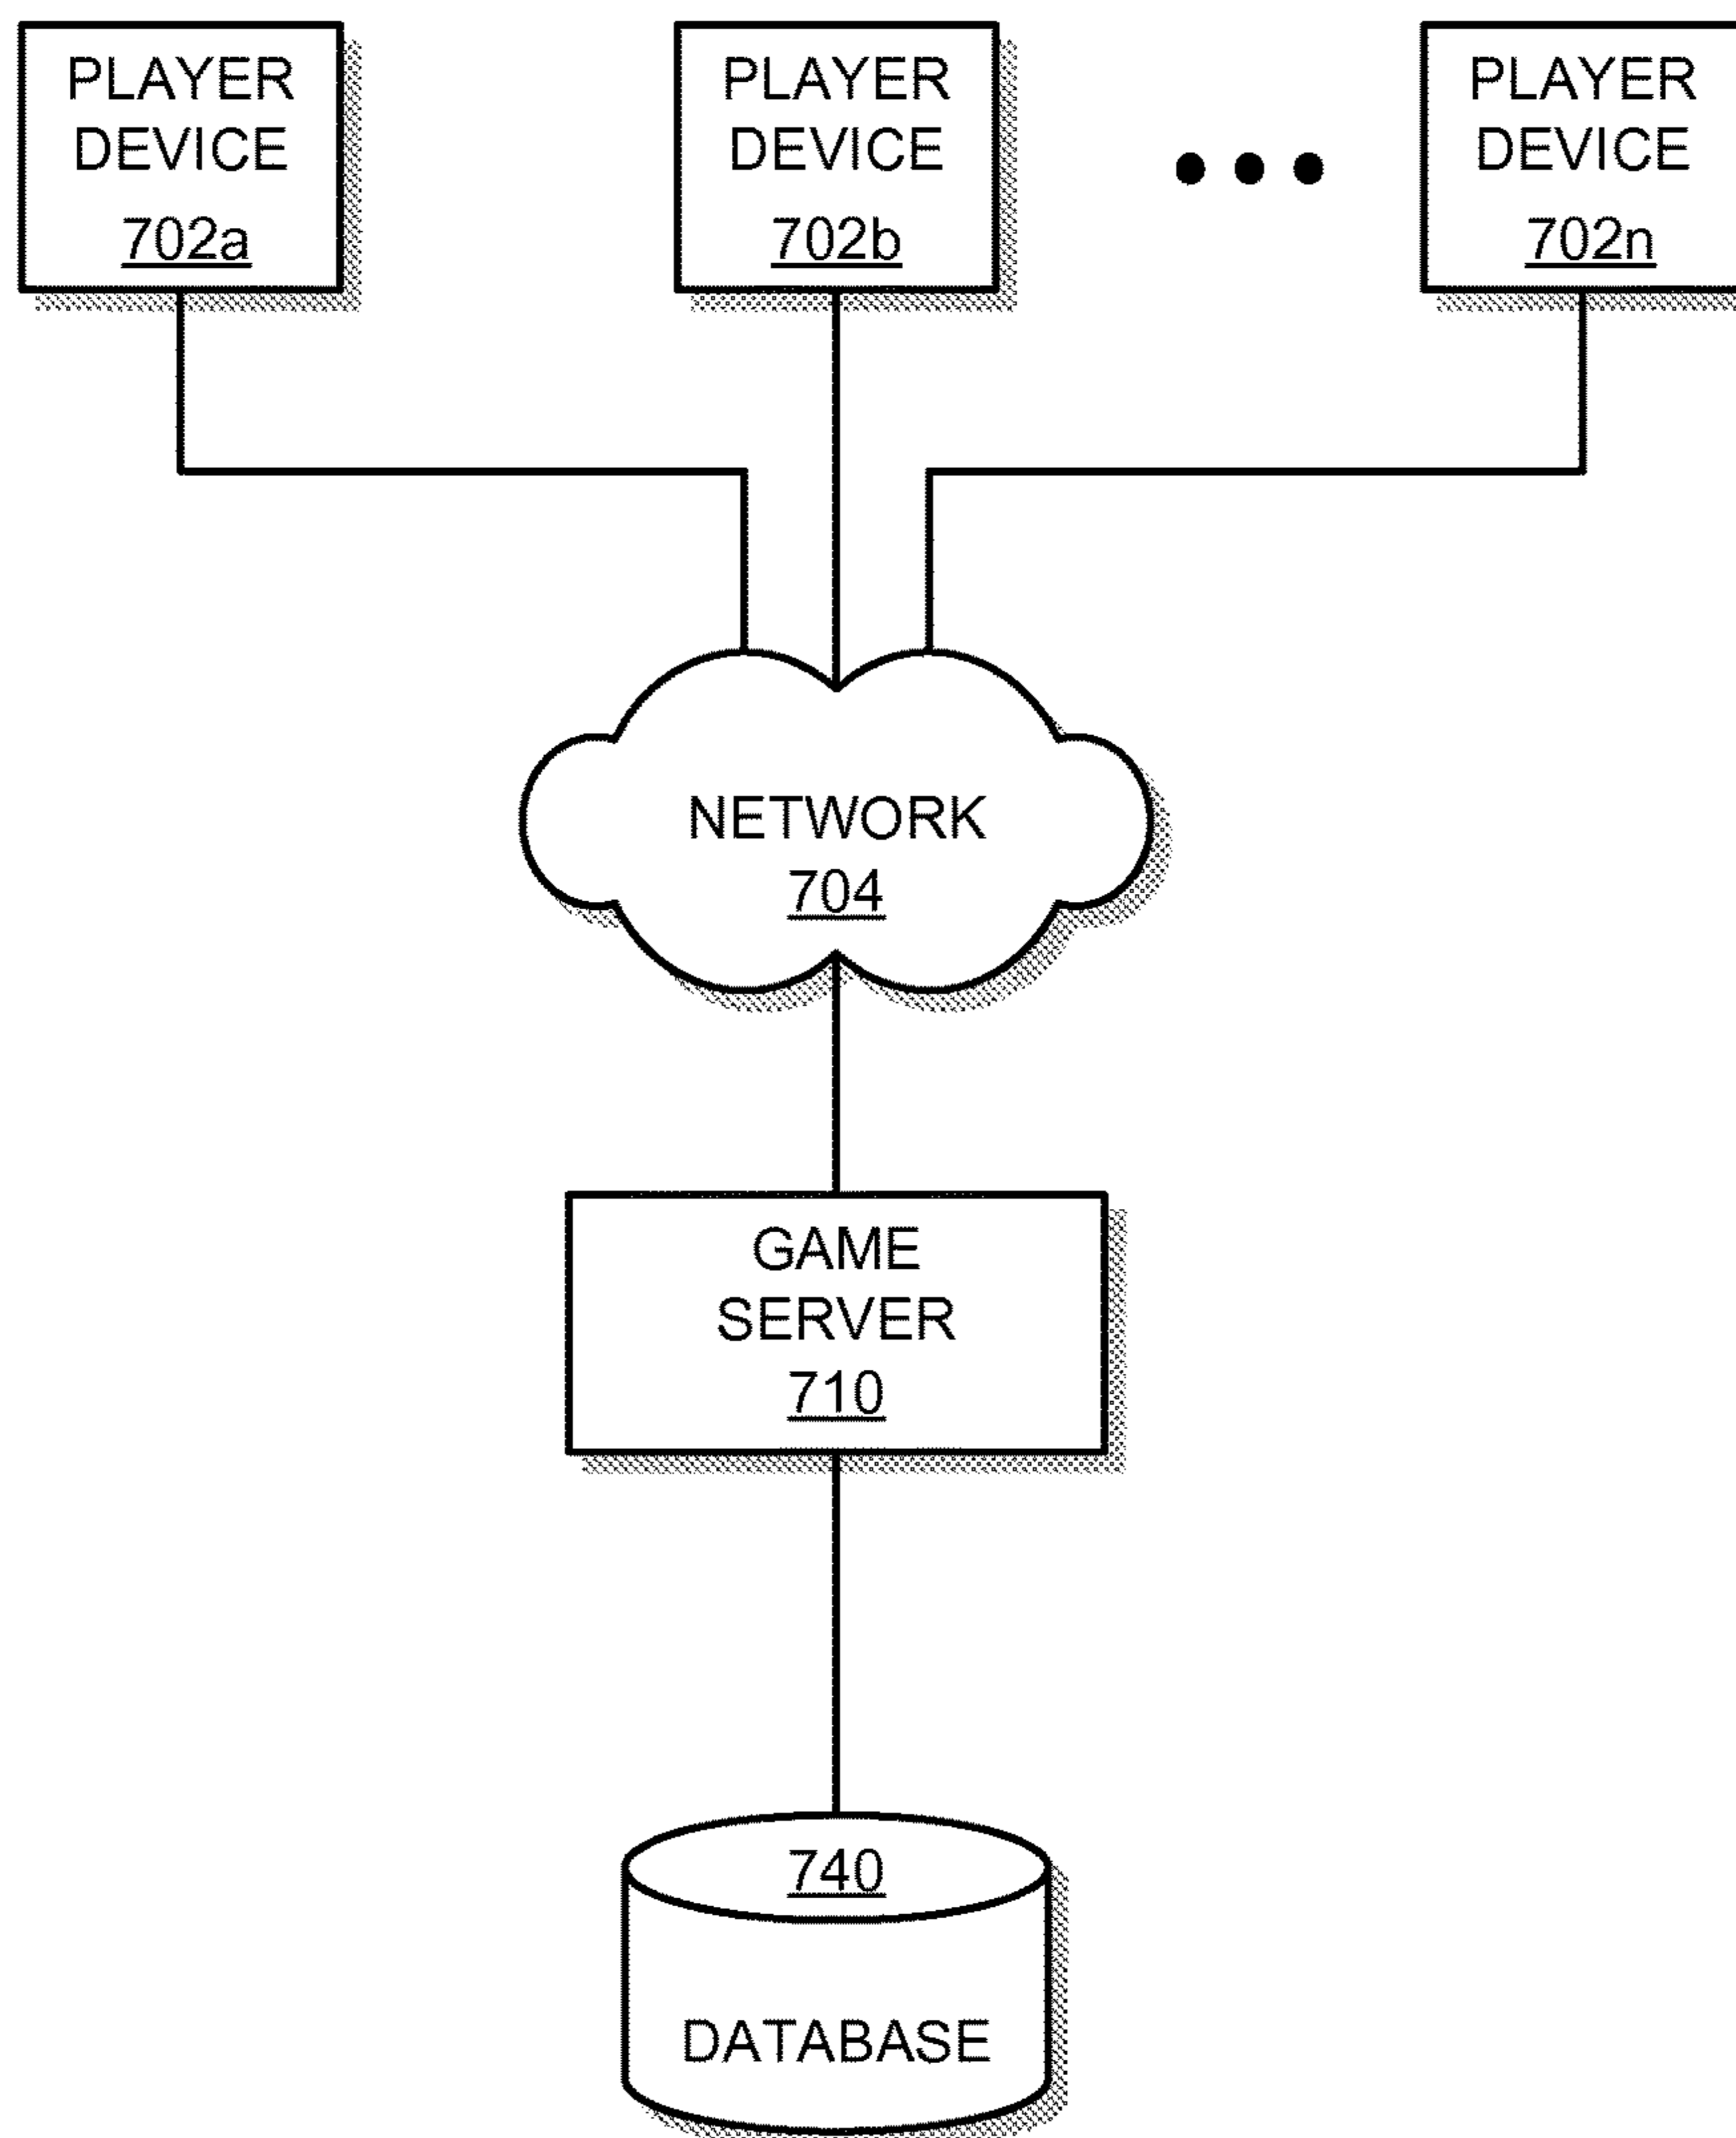 PLAYER
DEVICE
702a
PLAYER
DEVICE
702b
PLAYER
DEVICE
702n
NETWORK
704
GAME
SERVER
710
740
DATABASE